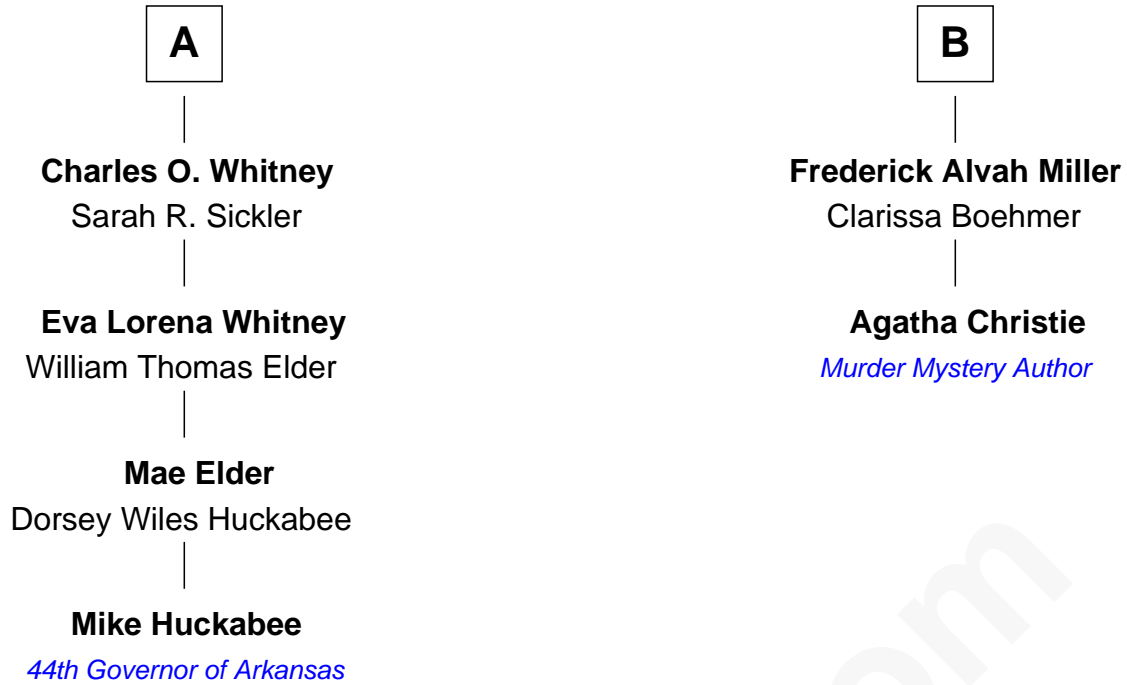 A
Charles O. Whitney
Sarah R. Sickler
Eva Lorena Whitney
William Thomas Elder
Mae Elder
Dorsey Wiles Huckabee
Mike Huckabee
44th Governor of Arkansas
B
Frederick Alvah Miller
Clarissa Boehmer
Agatha Christie
Murder Mystery Author
om